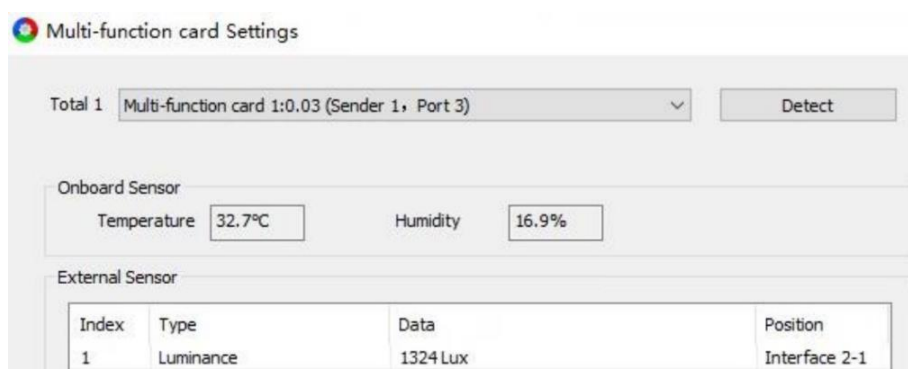 Multi-function card Settings
Total 1 Multi-function card 1:0.03 (Sender 1，Port 3) Detect
Onboard Sensor
Temperature 32.7℃ Humidity 16.9%
External Sensor
Index Type Data Position
1 Luminance 1324 Lux Interface 2-1